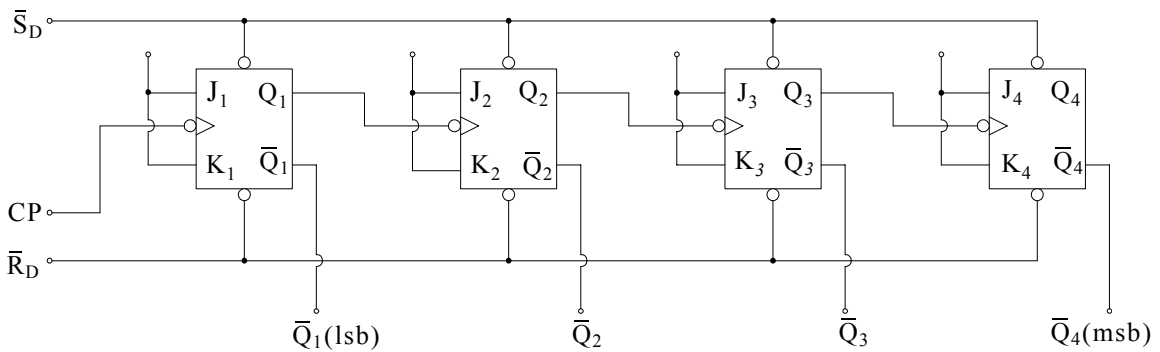 S̅D
J1 Q1 J2 Q2 J3 Q3 J4 Q4
K1 Q̅1 K2 Q̅2 K3 Q̅3 K4 Q̅4
CP
R̅D
Q̅1(lsb) Q̅2 Q̅3 Q̅4(msb)